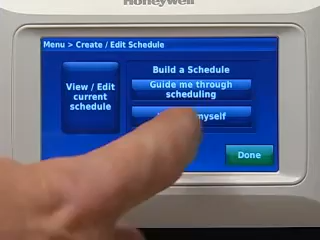 Honeywell
Menu > Create / Edit Schedule
View / Edit
current
schedule
Build a Schedule
Guide me through
scheduling
myself
Done